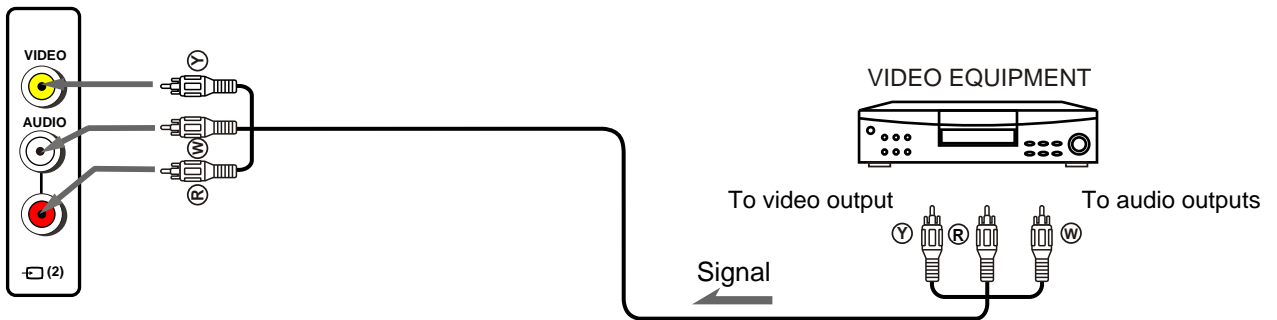 VIDEO
AUDIO
(2)
Y
W
R
VIDEO EQUIPMENT
To video output
To audio outputs
Y
R
W
Signal